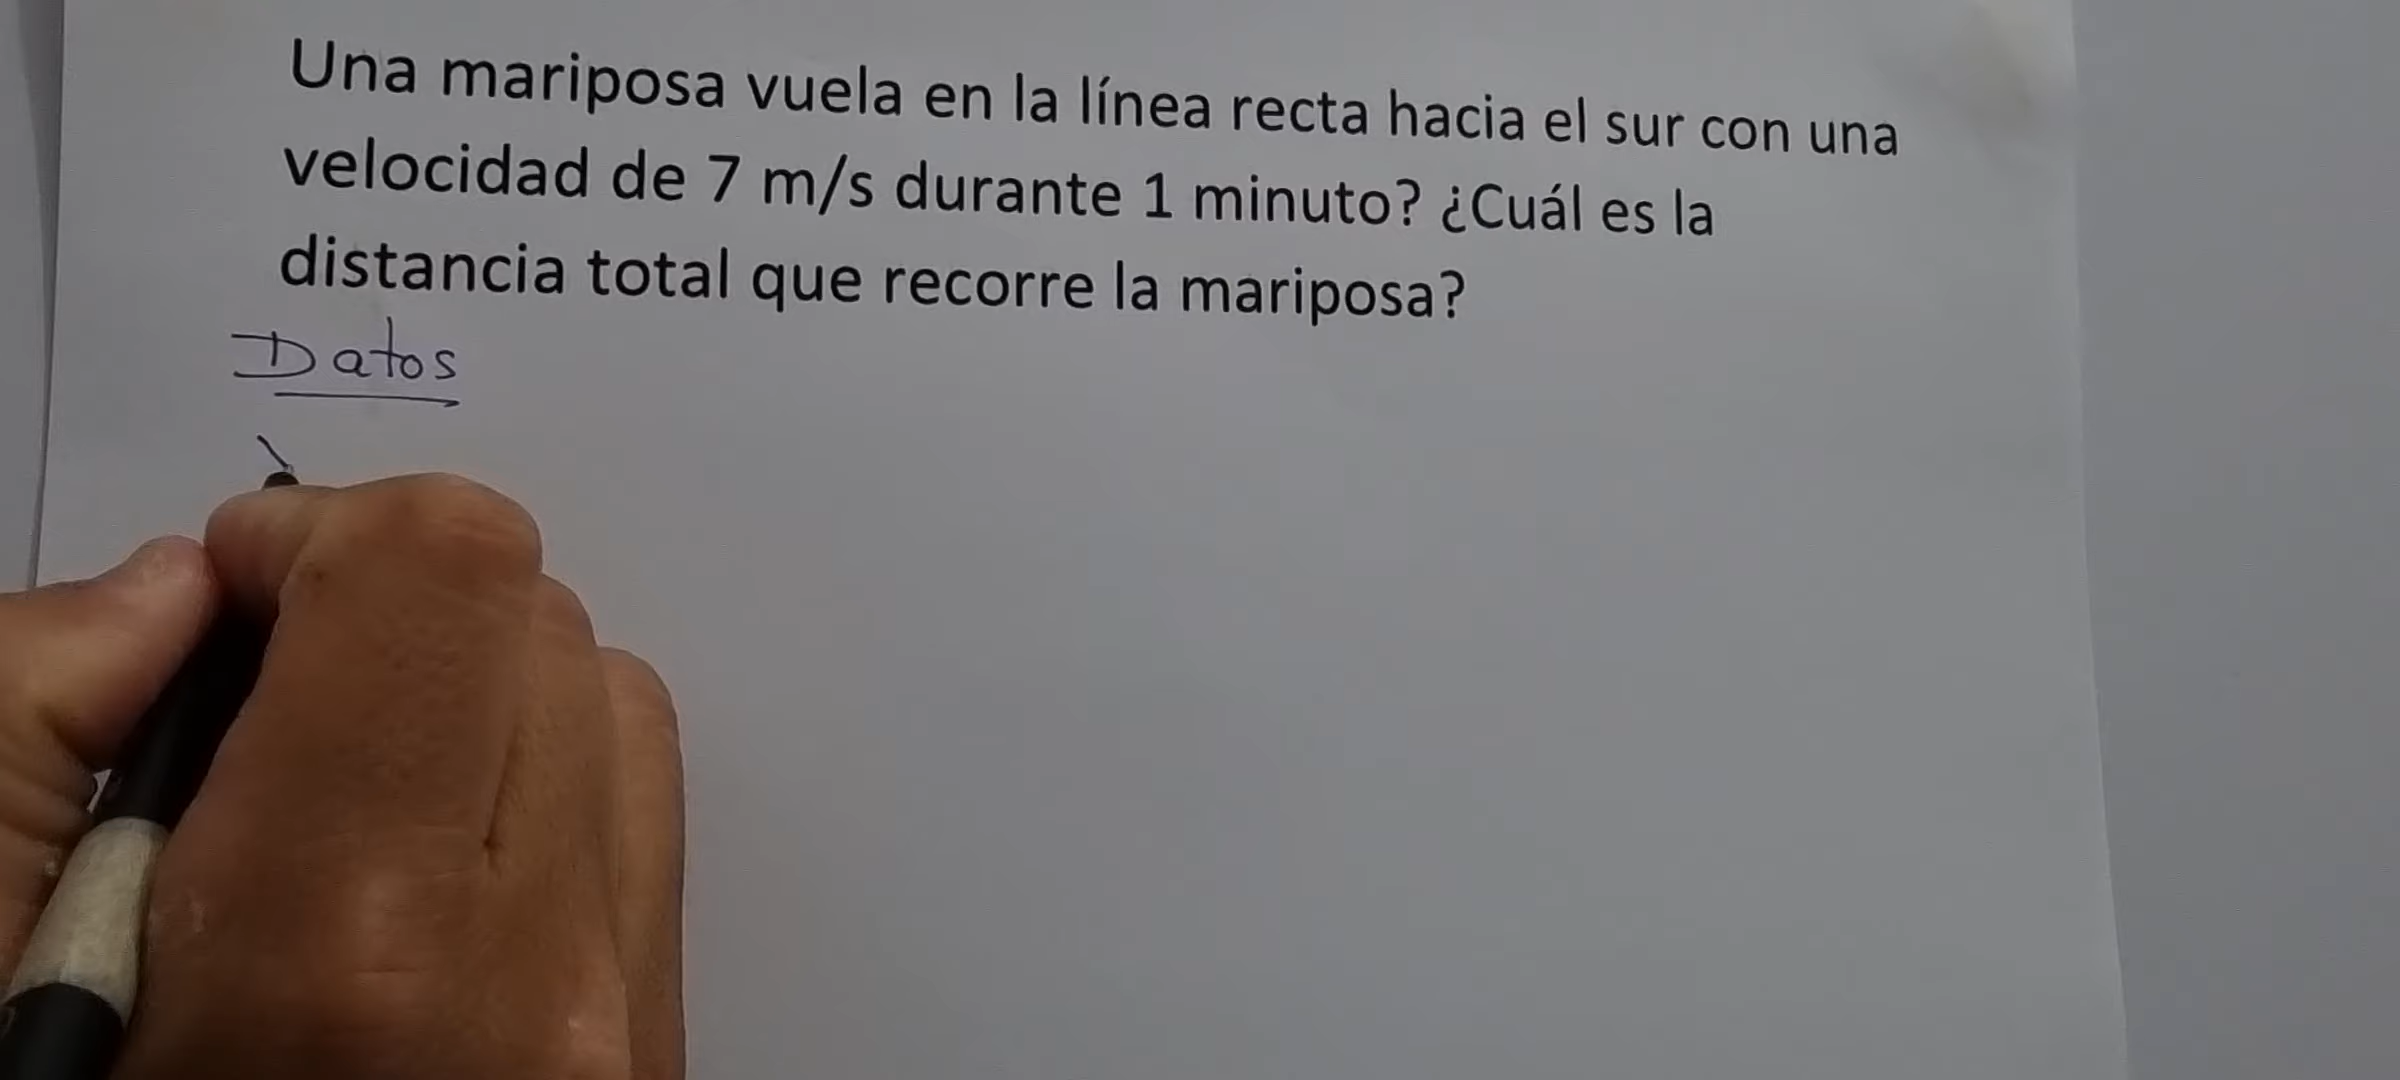 Una mariposa vuela en la línea recta hacia el sur con una
velocidad de 7 m/s durante 1 minuto? ¿Cuál es la
distancia total que recorre la mariposa?
Datos